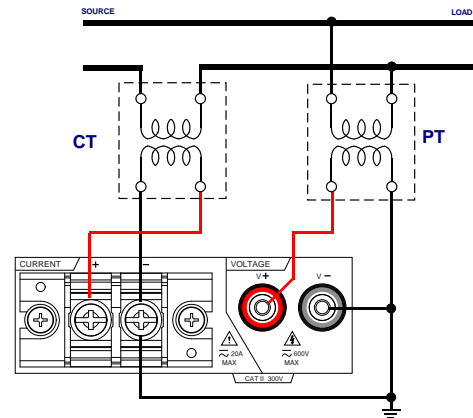 SOURCE
LOAD
CT
PT
CURRENT
+
−
VOLTAGE
V +
V −
20A
MAX
600V
MAX
CAT II 300V